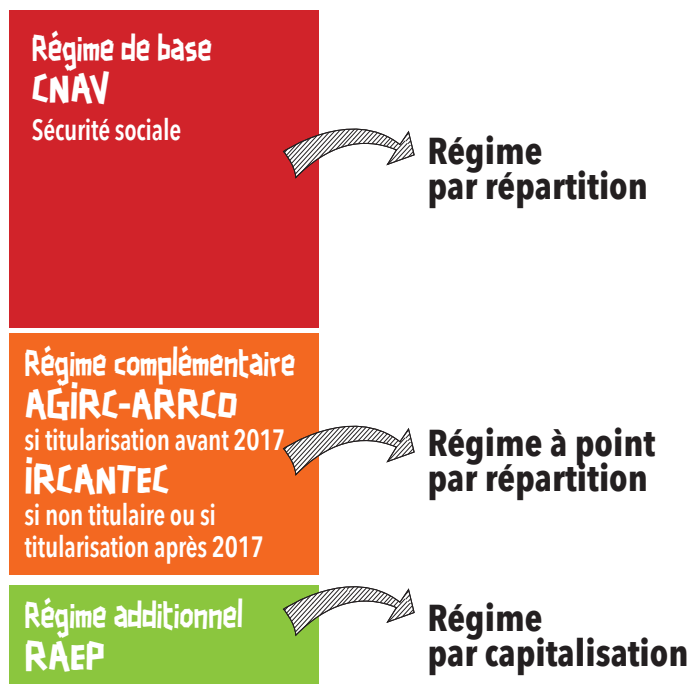 Régime de base
CNAV
Sécurité sociale
Régime
par répartition
Régime complémentaire
AGiRC-ARRCO
si titularisation avant 2017
iRCANTEC
si non titulaire ou si
titularisation après 2017
Régime à point
par répartition
Régime additionnel
RAEP
Régime
par capitalisation